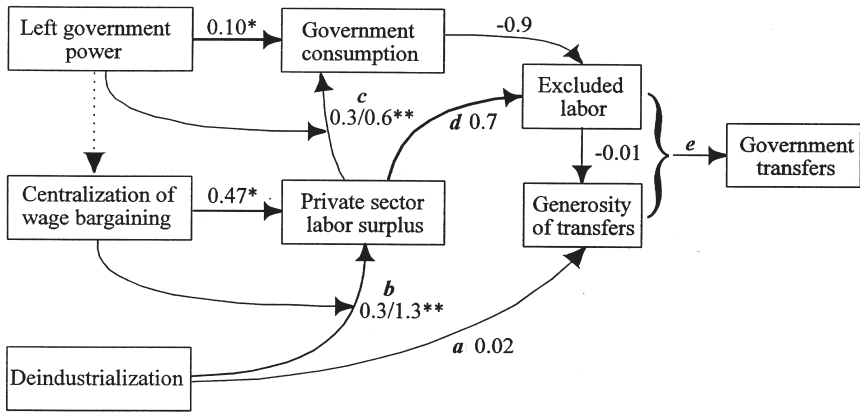 Left government
power
0.10*
Government
consumption
-0.9
Excluded
labor
c
0.3/0.6**
d 0.7
-0.01
e
Government
transfers
Centralization of
wage bargaining
0.47*
Private sector
labor surplus
Generosity
of transfers
b
0.3/1.3**
a 0.02
Deindustrialization